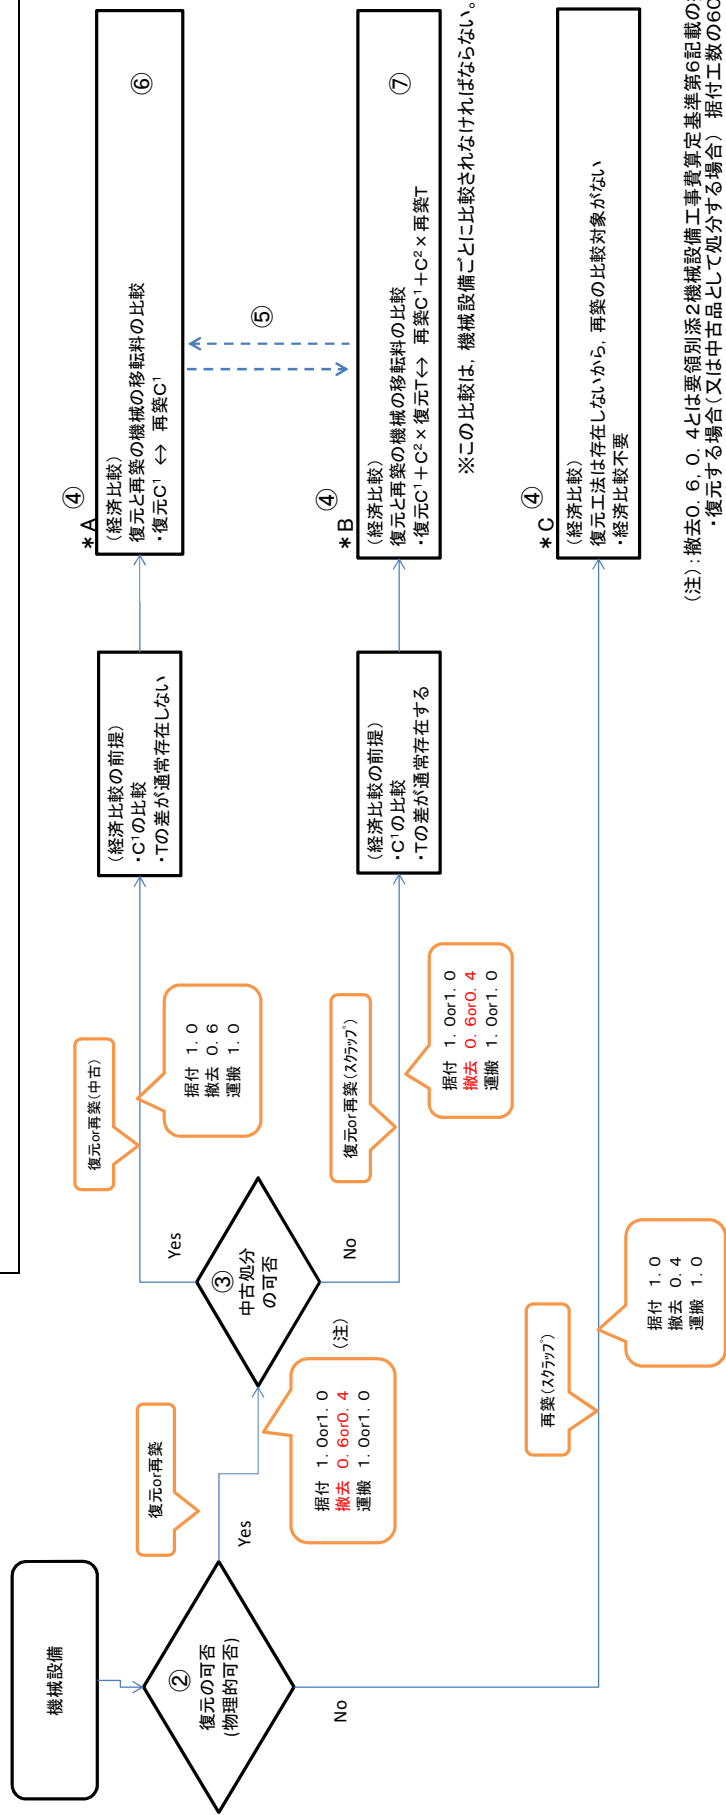 機械設備
②
復元の可否
(物理的可否)
Yes
No
復元or再築
据付 1.0or1.0
撤去 0.6or0.4
運搬 1.0or1.0
(注)
③
中古処分
の可否
Yes
No
復元or再築(中古)
据付 1.0
撤去 0.6
運搬 1.0
復元or再築(スクラップ)
据付 1.0or1.0
撤去 0.6or0.4
運搬 1.0or1.0
再築(スクラップ)
据付 1.0
撤去 0.4
運搬 1.0
(経済比較の前提)
・C¹の比較
・Tの差が通常存在しない
(経済比較の前提)
・C¹の比較
・Tの差が通常存在する
④
*A
(経済比較)
復元と再築の機械の移転料の比較
・復元C¹ ↔ 再築C¹
⑥
⑤
④
*B
(経済比較)
復元と再築の機械の移転料の比較
・復元C¹+C²×復元T↔ 再築C¹+C²×再築T
⑦
※この比較は,機械設備ごとに比較されなければならない。
④
*C
(経済比較)
復元工法は存在しないから,再築の比較対象がない
・経済比較不要
(注):撤去0.6,0.4とは要領別添2機械設備工事費算定基準第6記載の
・復元する場合(又は中古品として処分する場合) 据付工数の60